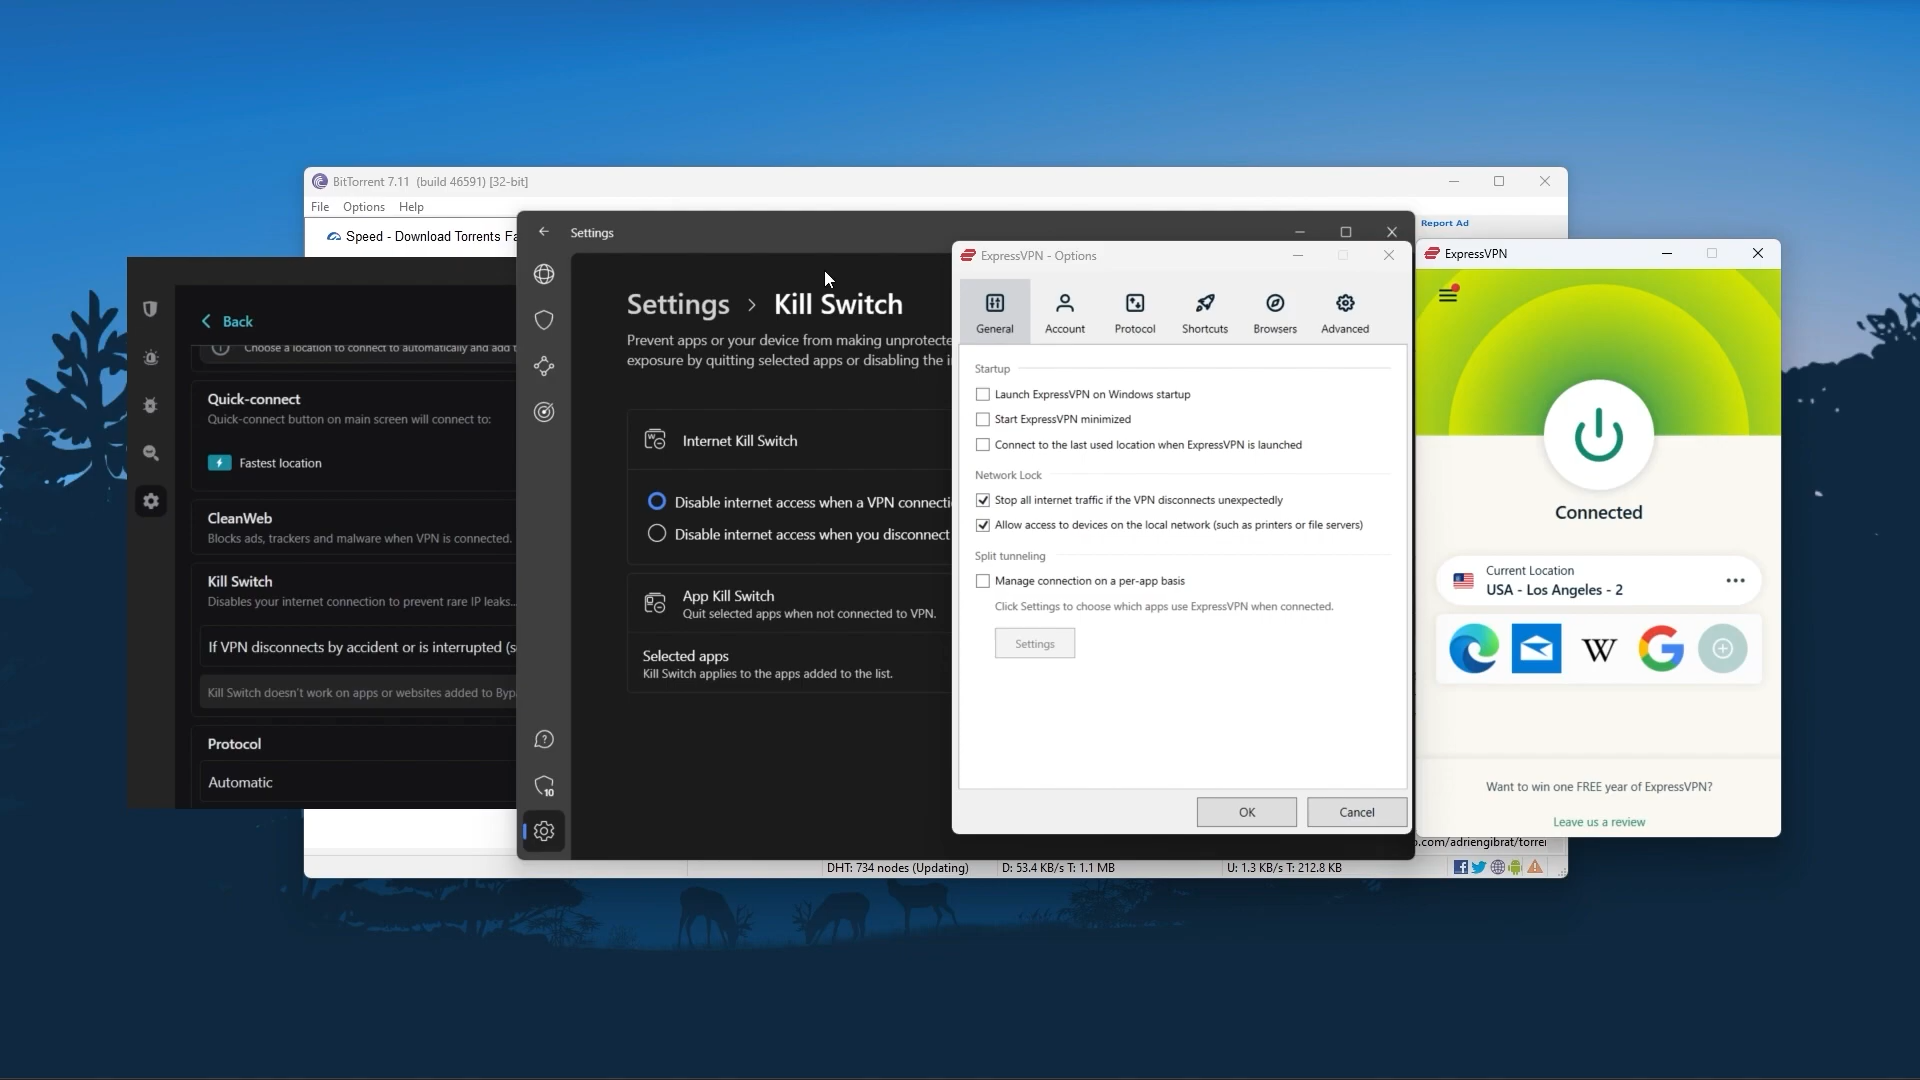 BitTorrent 7.11 (build 46591) [32-bit]
File Options Help
Speed - Download Torrents Fa
Report Ad
Back
Choose a location to connect to automatically and add t
Quick-connect
Quick-connect button on main screen will connect to:
Fastest location
CleanWeb
Blocks ads, trackers and malware when VPN is connected.
Kill Switch
Disables your internet connection to prevent rare IP leaks..
If VPN disconnects by accident or is interrupted (s
Kill Switch doesn't work on apps or websites added to Byp
Protocol
Automatic
Settings
Settings > Kill Switch
Prevent apps or your device from making unprotecte
exposure by quitting selected apps or disabling the i
Internet Kill Switch
Disable internet access when a VPN connecti
Disable internet access when you disconnect
App Kill Switch
Quit selected apps when not connected to VPN.
Selected apps
Kill Switch applies to the apps added to the list.
10
ExpressVPN - Options
General Account Protocol Shortcuts Browsers Advanced
Startup
Launch ExpressVPN on Windows startup
Start ExpressVPN minimized
Connect to the last used location when ExpressVPN is launched
Network Lock
Stop all internet traffic if the VPN disconnects unexpectedly
Allow access to devices on the local network (such as printers or file servers)
Split tunneling
Manage connection on a per-app basis
Click Settings to choose which apps use ExpressVPN when connected.
Settings
OK Cancel
ExpressVPN
Connected
Current Location
USA - Los Angeles - 2
W
Want to win one FREE year of ExpressVPN?
Leave us a review
.com/adriengibrat/torre
DHT: 734 nodes (Updating) D: 53.4 KB/s T: 1.1 MB U: 1.3 KB/s T: 212.8 KB